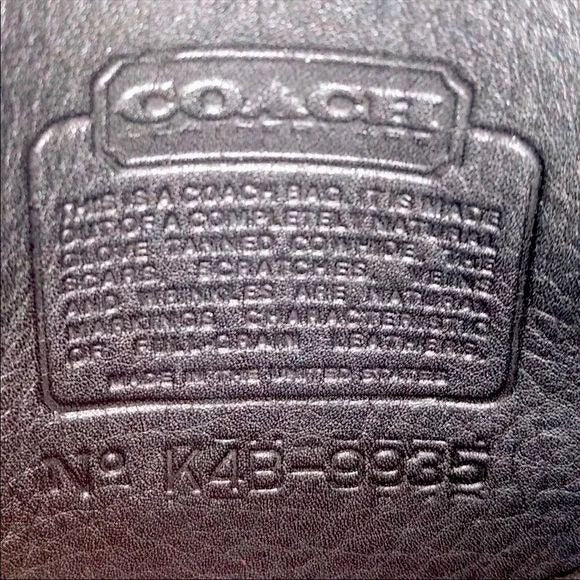 COACH
THIS IS A COACH BAG. IT IS MADE
OUT OF A COMPLETELY NATURAL
GLOVE TANNED COWHIDE. THE
SCARS, SCRATCHES, VEINS
AND WRINKLES ARE NATURAL
MARKINGS CHARACTERISTIC
OF FULL GRAIN LEATHERS.
MADE IN THE UNITED STATES
No K4B-9935